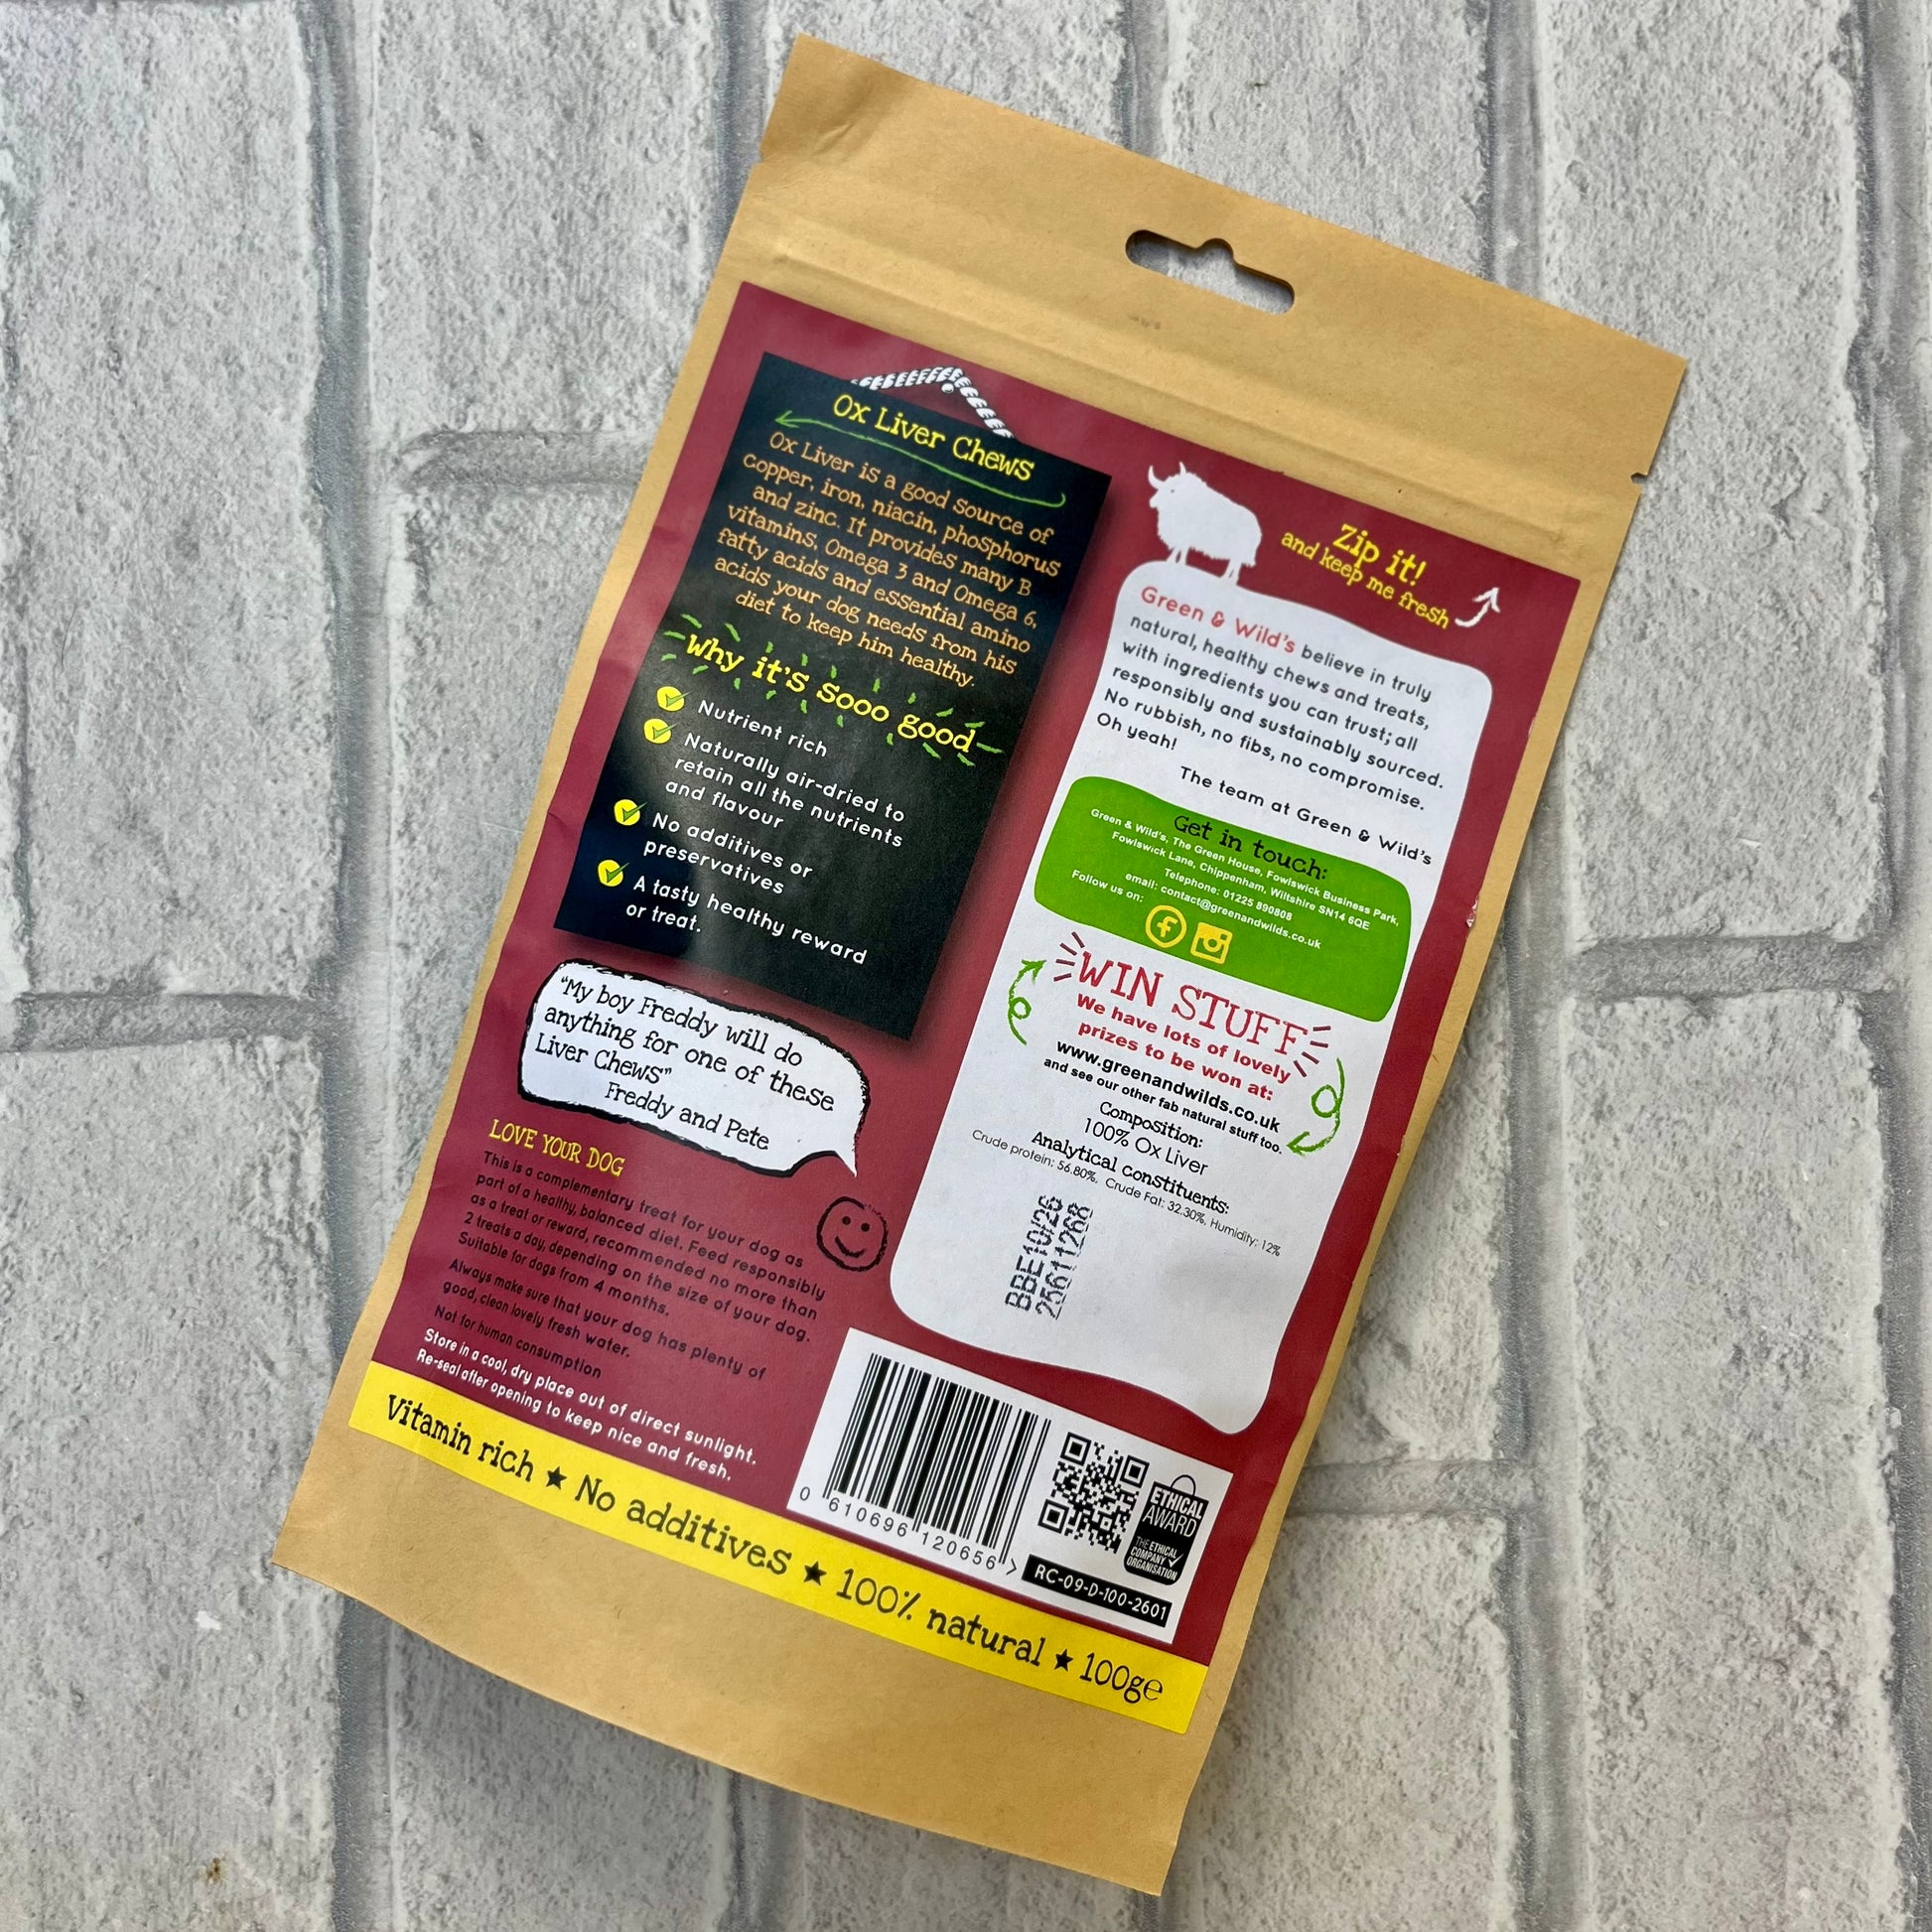 Ox Liver Chews
Ox Liver is a good source of
copper, iron, niacin, phosphorus
and zinc. It provides many B
vitamins, Omega 3 and Omega 6,
fatty acids and essential amino
acids your dog needs from his
diet to keep him healthy.
Why it's sooo good
Nutrient rich
Naturally air-dried to
retain all the nutrients
and flavour
No additives or
preservatives
A tasty healthy reward
or treat.
"My boy Freddy will do
anything for one of these
Liver Chews"
Freddy and Pete
LOVE YOUR DOG
This is a complementary treat for your dog as
part of a healthy, balanced diet. Feed responsibly
as a treat or reward, recommended no more than
2 treats a day, depending on the size of your dog.
Suitable for dogs from 4 months.
Always make sure that your dog has plenty of
good, clean lovely fresh water.
Not for human consumption
Store in a cool, dry place out of direct sunlight.
Re-seal after opening to keep nice and fresh.
Zip it!
and keep me fresh
Green & Wild's believe in truly
natural, healthy chews and treats,
with ingredients you can trust; all
responsibly and sustainably sourced.
No rubbish, no fibs, no compromise.
Oh yeah!
The team at Green & Wild's
Get in touch:
Green & Wild's, The Green House, Fowlswick Business Park,
Fowlswick Lane, Chippenham, Wiltshire SN14 6QE
Telephone: 01225 890808
email: contact@greenandwilds.co.uk
Follow us on:
WIN STUFF
We have lots of lovely
prizes to be won at:
www.greenandwilds.co.uk
and see our other fab natural stuff too.
Composition:
100% Ox Liver
Analytical constituents:
Crude protein: 56.80%, Crude Fat: 32.30%, Humidity: 12%
BBE10/26
25611268
0 610696 120656 >
ETHICAL
AWARD
THE ETHICAL
COMPANY
ORGANISATION
RC-09-D-100-2601
Vitamin rich ★ No additives ★ 100% natural ★ 100g℮